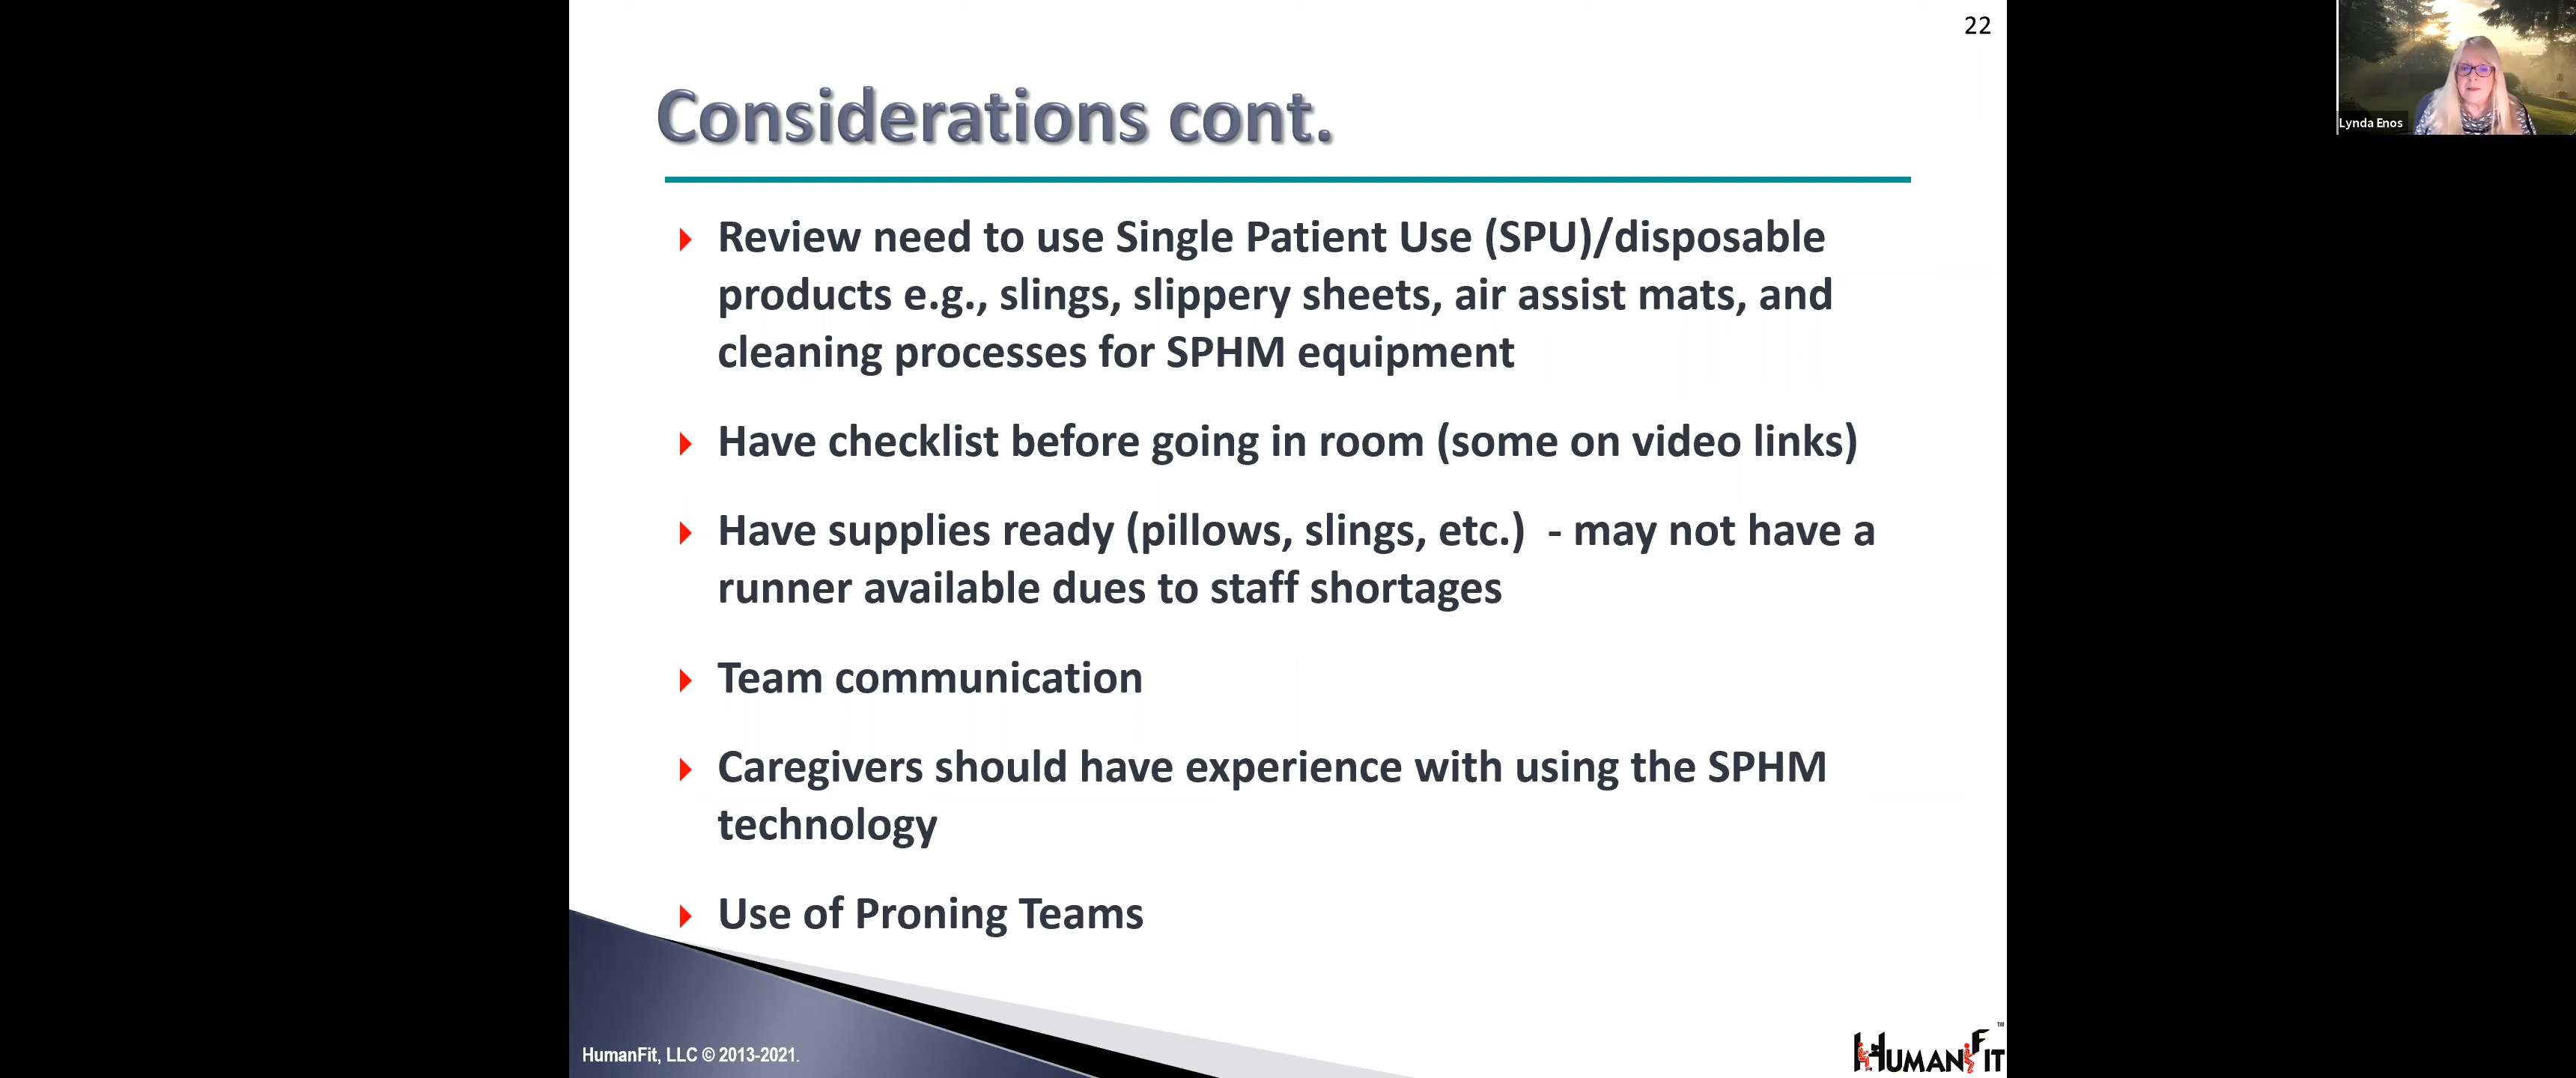 22
Lynda Enos
Considerations cont.
Review need to use Single Patient Use (SPU)/disposable
products e.g., slings, slippery sheets, air assist mats, and
cleaning processes for SPHM equipment
Have checklist before going in room (some on video links)
Have supplies ready (pillows, slings, etc.)  - may not have a
runner available dues to staff shortages
Team communication
Caregivers should have experience with using the SPHM
technology
Use of Proning Teams
HumanFit, LLC © 2013-2021.
HUMANFIT™